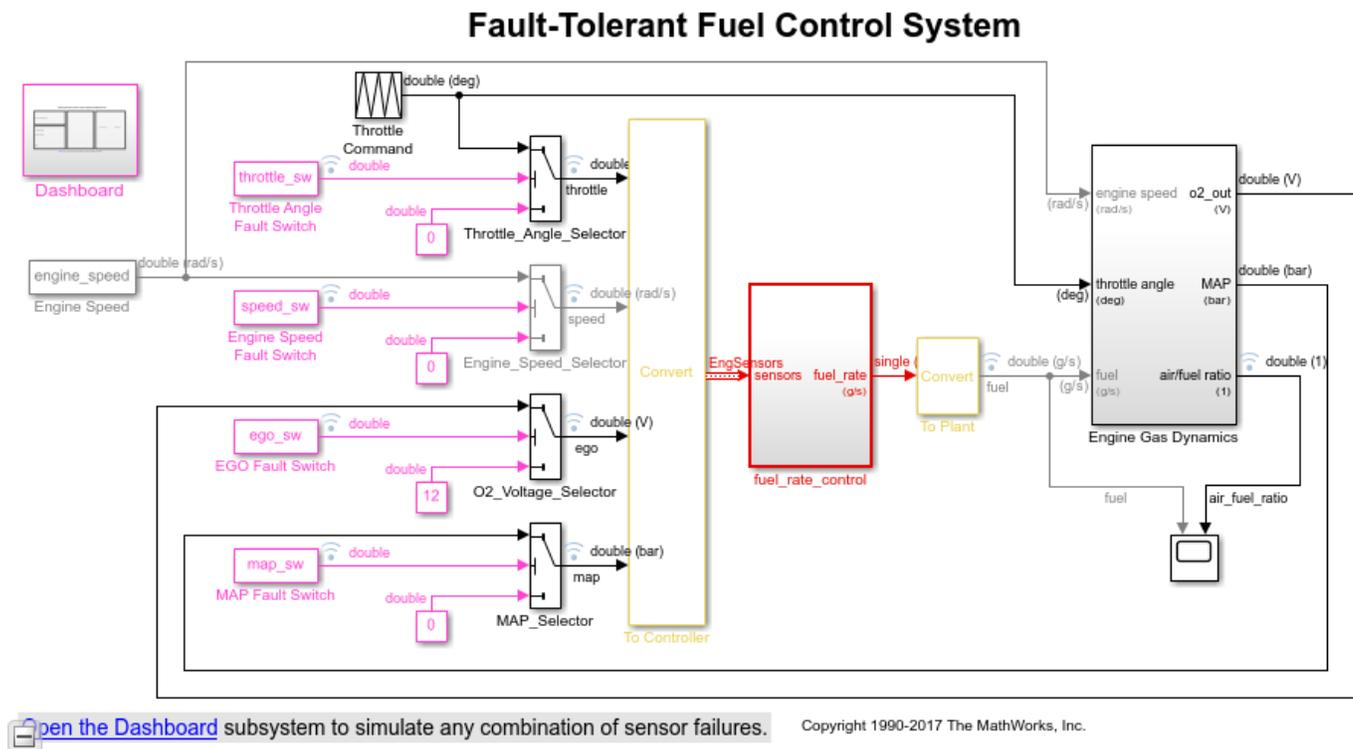 Fault-Tolerant Fuel Control System
Dashboard
double (deg)
Throttle
Command
throttle_sw
double
Throttle Angle
Fault Switch
double
0
double
throttle
Throttle_Angle_Selector
engine_speed
double (rad/s)
Engine Speed
speed_sw
double
Engine Speed
Fault Switch
double
0
double (rad/s)
speed
Engine_Speed_Selector
ego_sw
double
EGO Fault Switch
double
12
double (V)
ego
O2_Voltage_Selector
map_sw
double
MAP Fault Switch
double
0
double (bar)
map
MAP_Selector
Convert
To Controller
EngSensors
sensors
fuel_rate
(g/s)
fuel_rate_control
single (
Convert
To Plant
double (g/s)
fuel
(g/s)
(rad/s)
engine speed
(rad/s)
o2_out
(V)
double (V)
(deg)
throttle angle
(deg)
MAP
(bar)
double (bar)
fuel
(g/s)
air/fuel ratio
(1)
double (1)
Engine Gas Dynamics
fuel
air_fuel_ratio
Open the Dashboard subsystem to simulate any combination of sensor failures.
Copyright 1990-2017 The MathWorks, Inc.